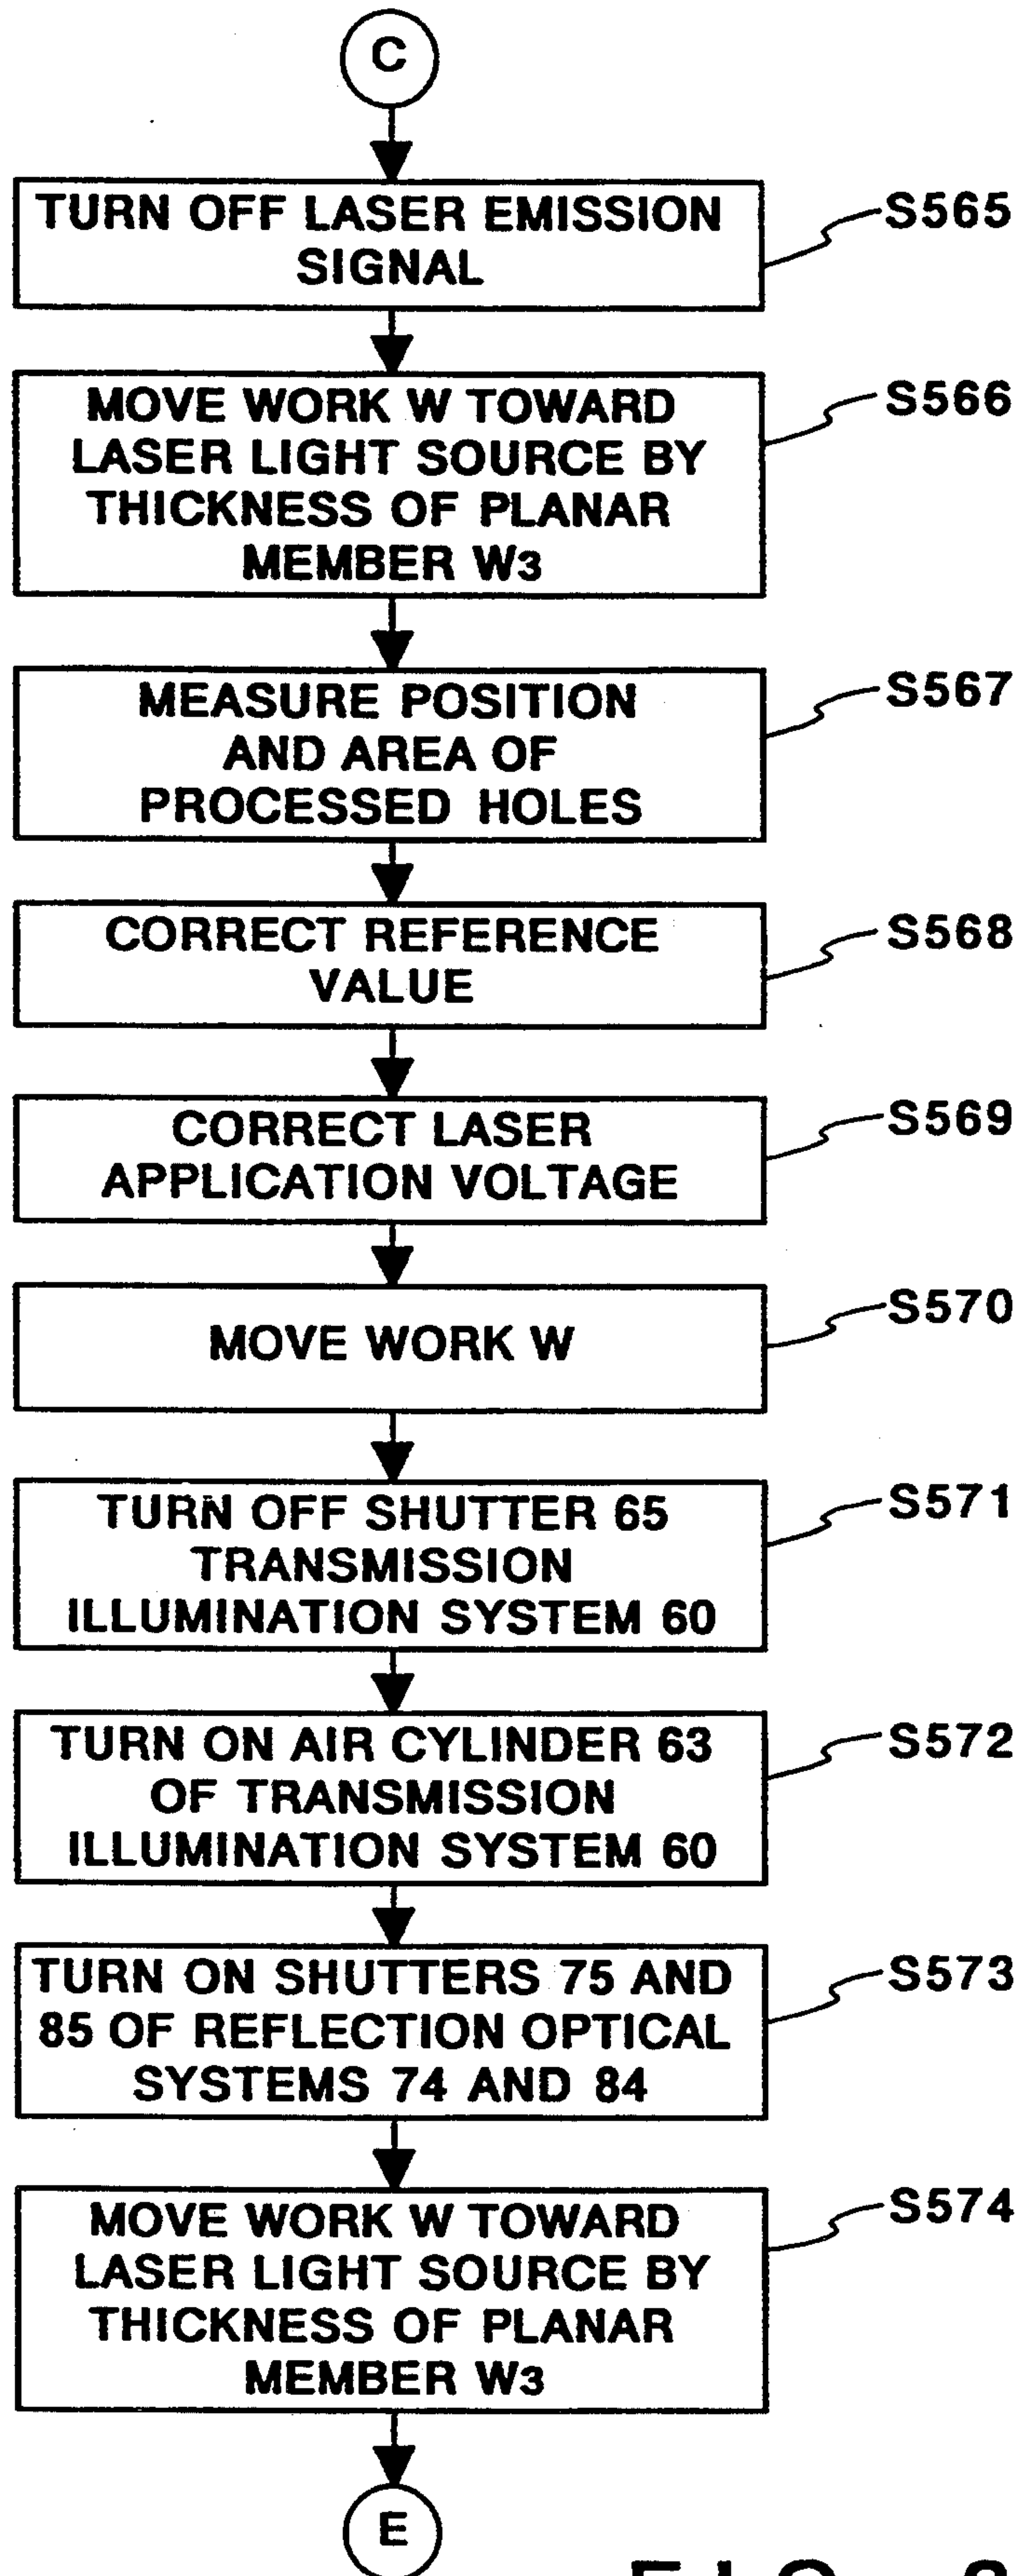 C
TURN OFF LASER EMISSION
SIGNAL
S565
MOVE WORK W TOWARD
LASER LIGHT SOURCE BY
THICKNESS OF PLANAR
MEMBER W3
S566
MEASURE POSITION
AND AREA OF
PROCESSED HOLES
S567
CORRECT REFERENCE
VALUE
S568
CORRECT LASER
APPLICATION VOLTAGE
S569
MOVE WORK W
S570
TURN OFF SHUTTER 65
TRANSMISSION
ILLUMINATION SYSTEM 60
S571
TURN ON AIR CYLINDER 63
OF TRANSMISSION
ILLUMINATION SYSTEM 60
S572
TURN ON SHUTTERS 75 AND
85 OF REFLECTION OPTICAL
SYSTEMS 74 AND 84
S573
MOVE WORK W TOWARD
LASER LIGHT SOURCE BY
THICKNESS OF PLANAR
MEMBER W3
S574
E